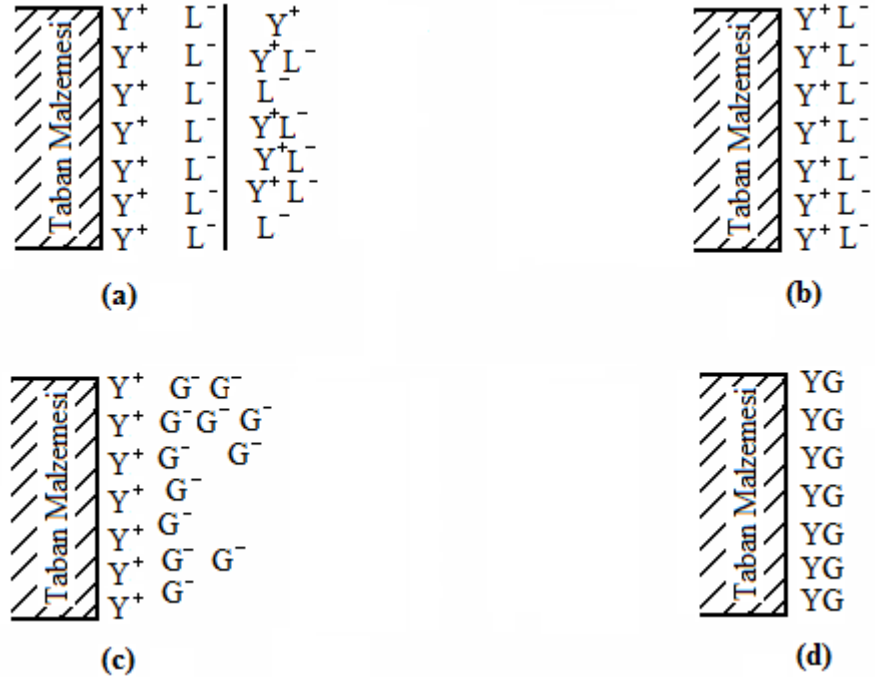 Taban Malzemesi
Y⁺ L⁻ Y⁺
Y⁺ L⁻ Y⁺L⁻
Y⁺ L⁻ L⁻
Y⁺ L⁻ Y⁺L⁻
Y⁺ L⁻ Y⁺L⁻
Y⁺ L⁻ Y⁺ L⁻
Y⁺ L⁻ L⁻
(a)
Taban Malzemesi
Y⁺ L⁻
Y⁺ L⁻
Y⁺ L⁻
Y⁺ L⁻
Y⁺ L⁻
Y⁺ L⁻
Y⁺ L⁻
(b)
Taban Malzemesi
Y⁺ G⁻ G⁻
Y⁺ G⁻ G⁻ G⁻
Y⁺ G⁻ G⁻
Y⁺ G⁻
Y⁺ G⁻
Y⁺ G⁻ G⁻
Y⁺ G⁻
(c)
Taban Malzemesi
YG
YG
YG
YG
YG
YG
YG
(d)